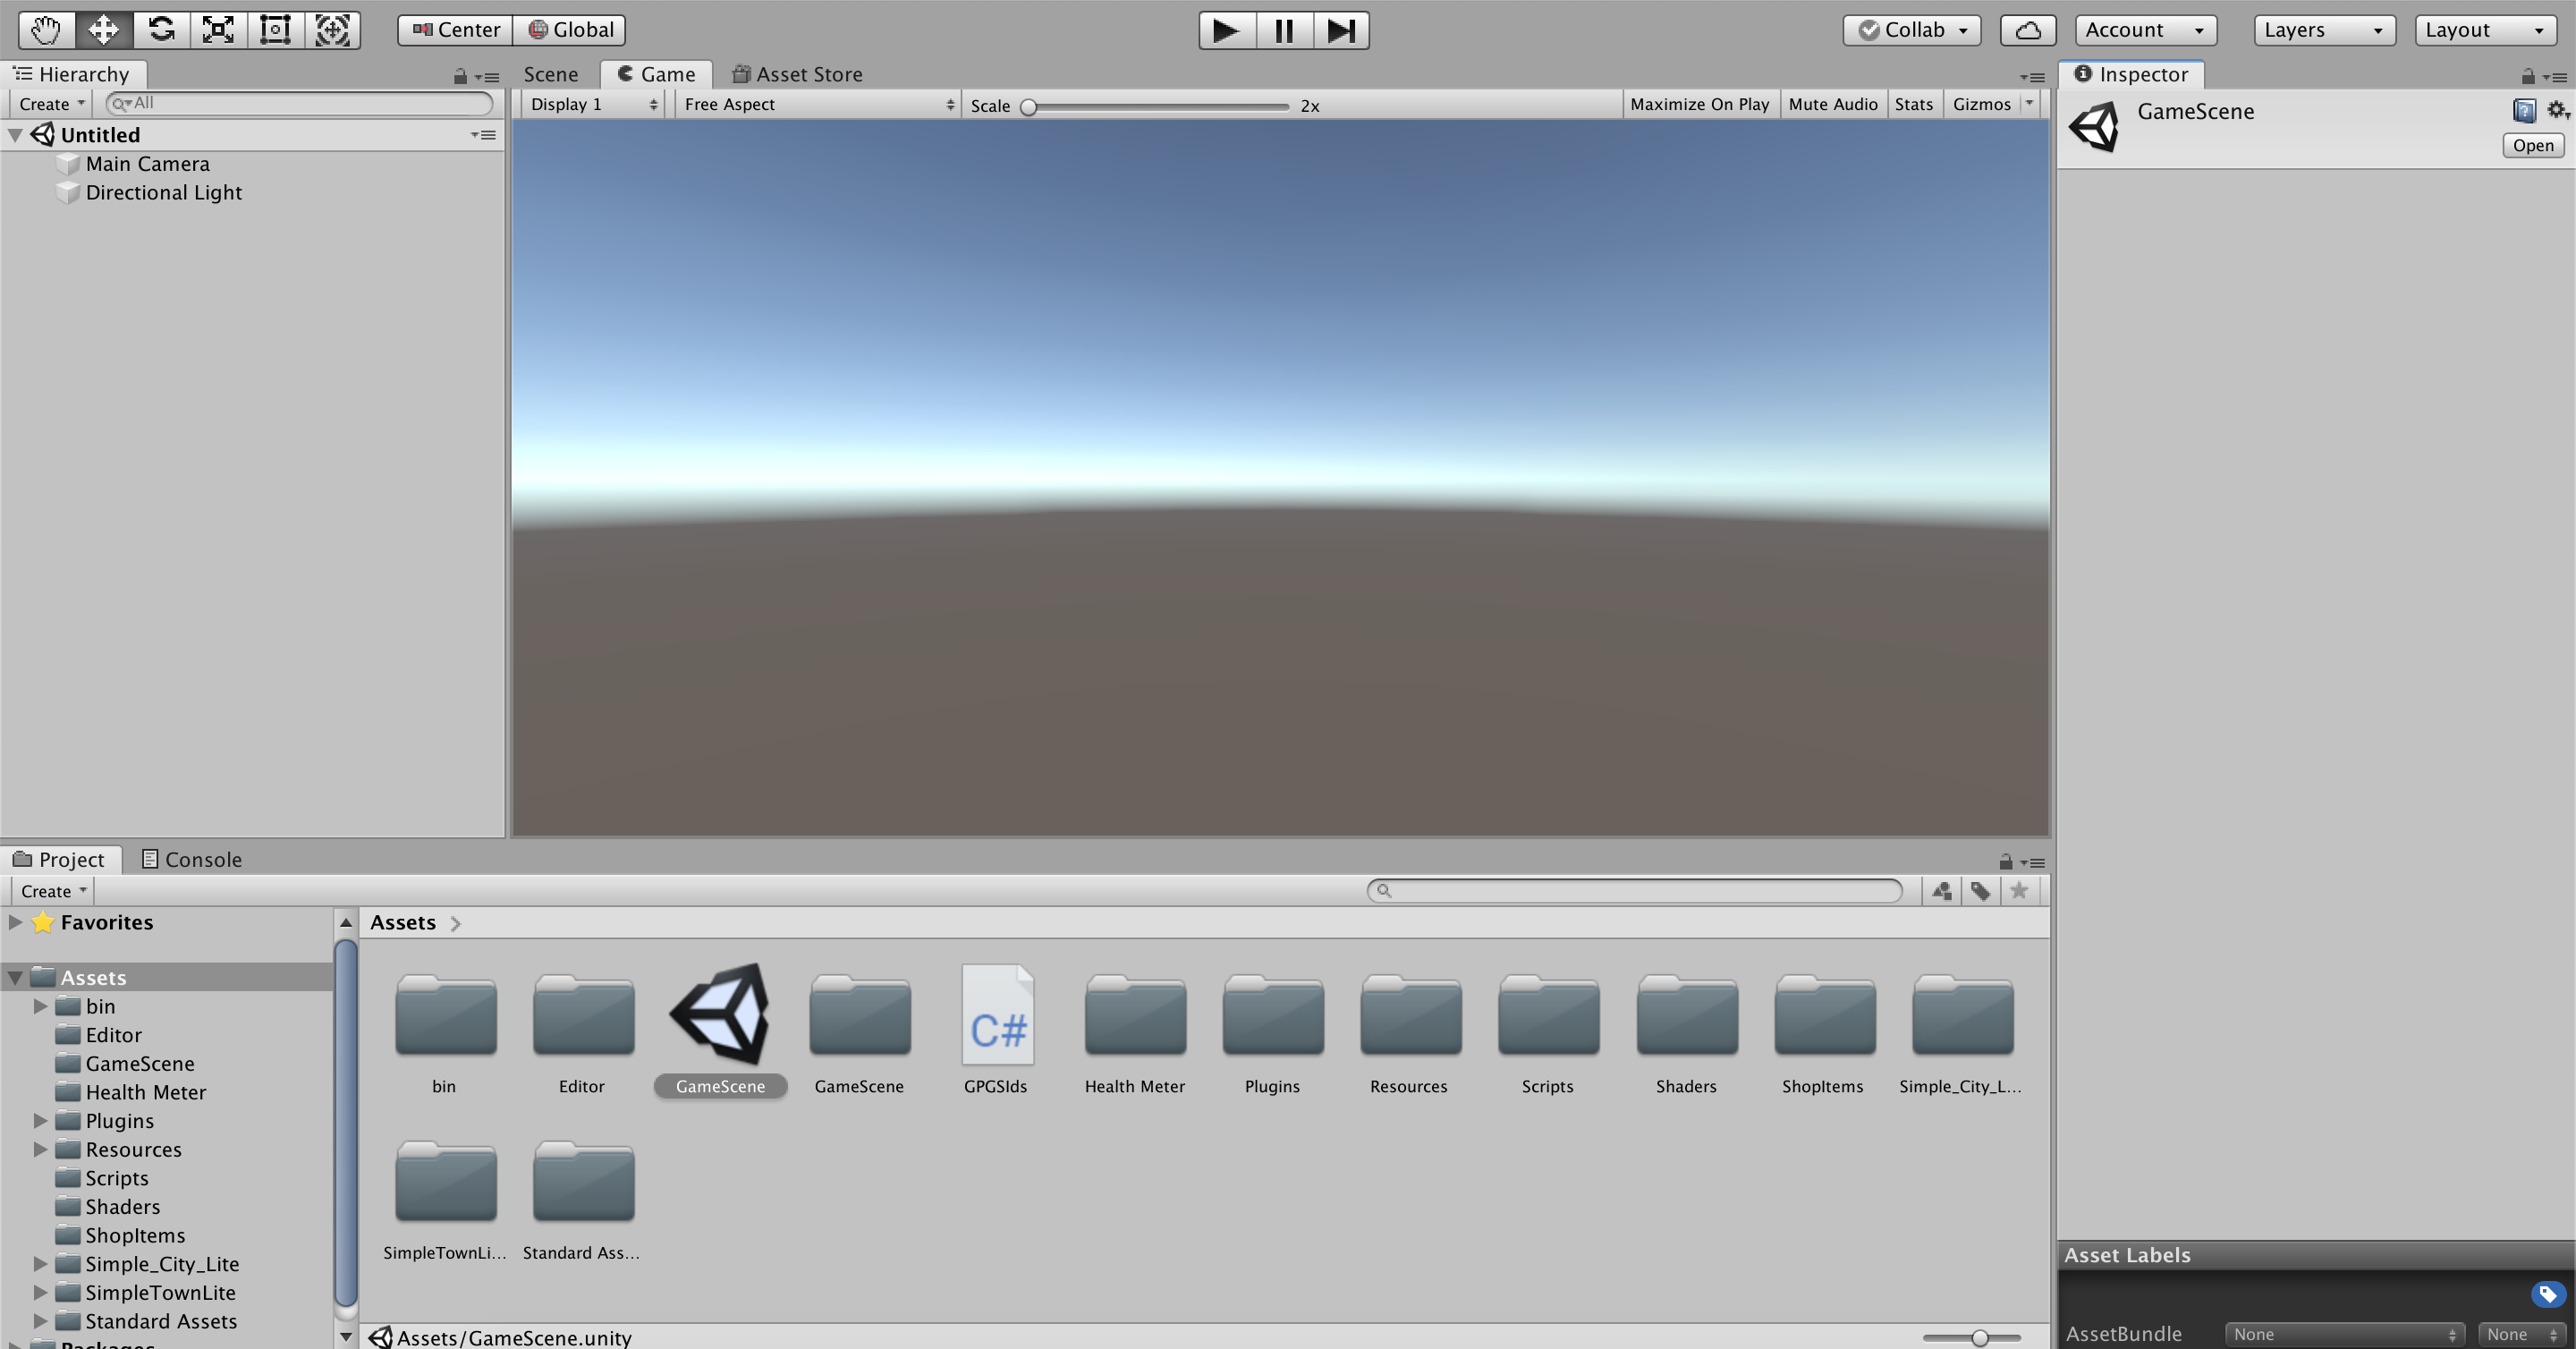 Center Global Collab Account Layers Layout
Hierarchy
Create All
Untitled
Main Camera
Directional Light
Scene Game Asset Store
Display 1 Free Aspect Scale 2x Maximize On Play Mute Audio Stats Gizmos
Inspector
GameScene
Open
Project Console
Create
Favorites
Assets
bin
Editor
GameScene
Health Meter
Plugins
Resources
Scripts
Shaders
ShopItems
Simple_City_Lite
SimpleTownLite
Standard Assets
Packages
Assets
bin Editor GameScene GameScene C# GPGSIds Health Meter Plugins Resources Scripts Shaders ShopItems Simple_City_L...
SimpleTownLi... Standard Ass...
Assets/GameScene.unity
Asset Labels
AssetBundle None None